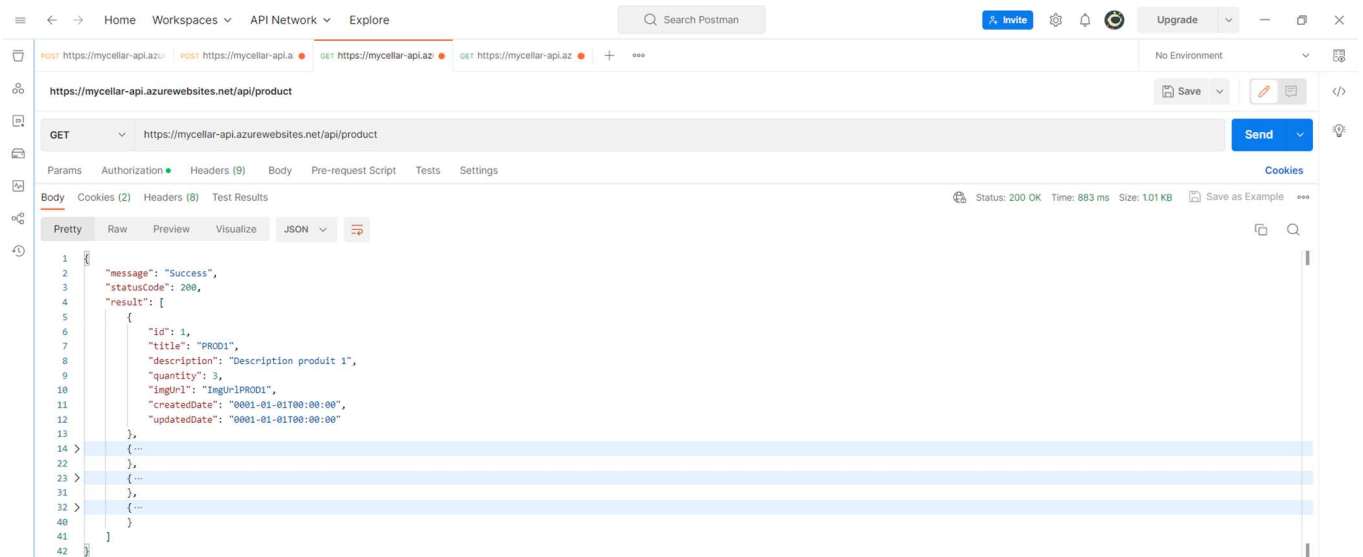 Home Workspaces API Network Explore Search Postman Invite Upgrade
POST https://mycellar-api.azu POST https://mycellar-api.a GET https://mycellar-api.az GET https://mycellar-api.az + ooo No Environment
https://mycellar-api.azurewebsites.net/api/product Save
GET https://mycellar-api.azurewebsites.net/api/product Send
Params Authorization Headers (9) Body Pre-request Script Tests Settings Cookies
Body Cookies (2) Headers (8) Test Results Status: 200 OK Time: 883 ms Size: 1.01 KB Save as Example ooo
Pretty Raw Preview Visualize JSON
1 {
2 "message": "Success",
3 "statusCode": 200,
4 "result": [
5 {
6 "id": 1,
7 "title": "PROD1",
8 "description": "Description produit 1",
9 "quantity": 3,
10 "imgUrl": "ImgUrlPROD1",
11 "createdDate": "0001-01-01T00:00:00",
12 "updatedDate": "0001-01-01T00:00:00"
13 },
14 > { ...
22 },
23 > { ...
31 },
32 > { ...
40 }
41 ]
42 }